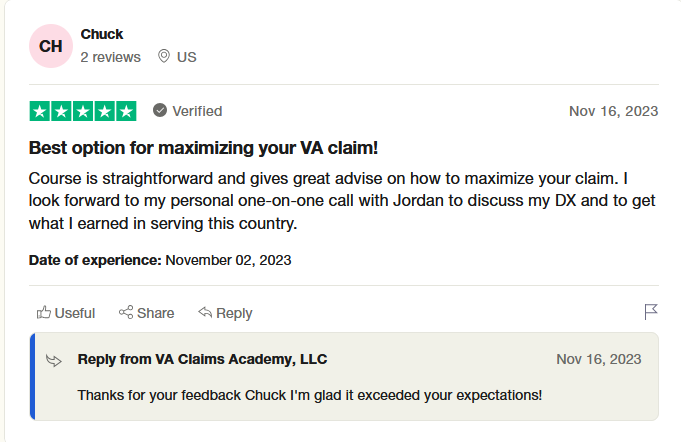 CH
Chuck
2 reviews US
Verified Nov 16, 2023
Best option for maximizing your VA claim!
Course is straightforward and gives great advise on how to maximize your claim. I
look forward to my personal one-on-one call with Jordan to discuss my DX and to get
what I earned in serving this country.
Date of experience: November 02, 2023
Useful Share Reply
Reply from VA Claims Academy, LLC Nov 16, 2023
Thanks for your feedback Chuck I'm glad it exceeded your expectations!